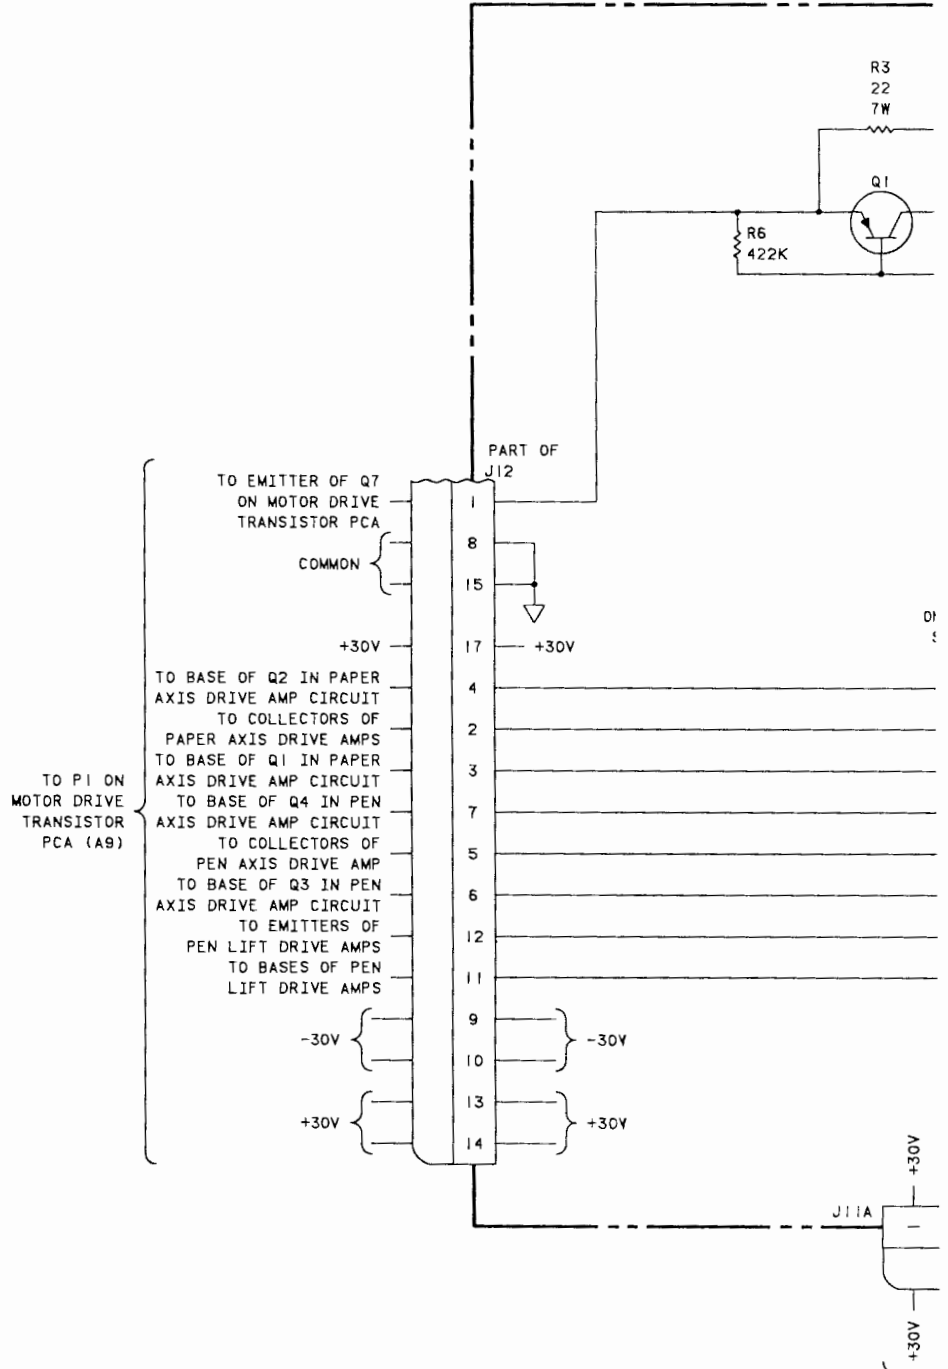 R3
22
7W
Q1
R6
422K
PART OF
J12
TO EMITTER OF Q7
ON MOTOR DRIVE
TRANSISTOR PCA
1
8
COMMON
15
+30V
17
+30V
TO BASE OF Q2 IN PAPER
AXIS DRIVE AMP CIRCUIT
4
TO COLLECTORS OF
PAPER AXIS DRIVE AMPS
2
TO BASE OF Q1 IN PAPER
AXIS DRIVE AMP CIRCUIT
3
TO P1 ON
MOTOR DRIVE
TRANSISTOR
PCA (A9)
TO BASE OF Q4 IN PEN
AXIS DRIVE AMP CIRCUIT
7
TO COLLECTORS OF
PEN AXIS DRIVE AMP
5
TO BASE OF Q3 IN PEN
AXIS DRIVE AMP CIRCUIT
6
TO EMITTERS OF
PEN LIFT DRIVE AMPS
12
TO BASES OF PEN
LIFT DRIVE AMPS
11
9
-30V
-30V
10
13
+30V
+30V
14
+30V
J11A
1
+30V